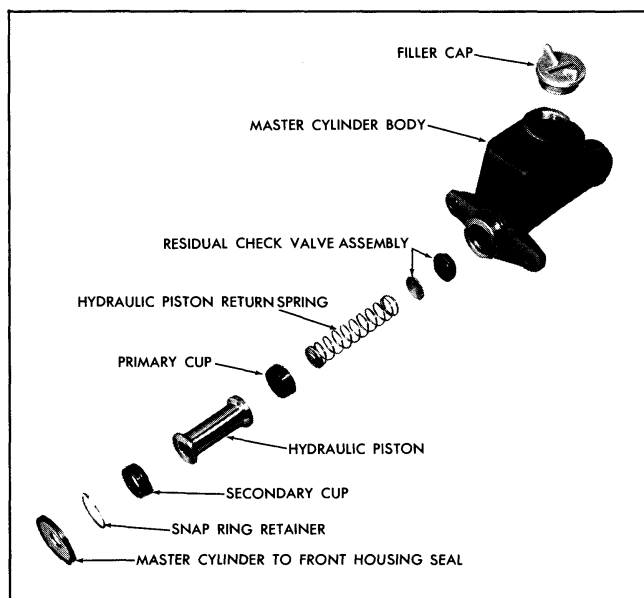 FILLER CAP
MASTER CYLINDER BODY
RESIDUAL CHECK VALVE ASSEMBLY
HYDRAULIC PISTON RETURN SPRING
PRIMARY CUP
HYDRAULIC PISTON
SECONDARY CUP
SNAP RING RETAINER
MASTER CYLINDER TO FRONT HOUSING SEAL